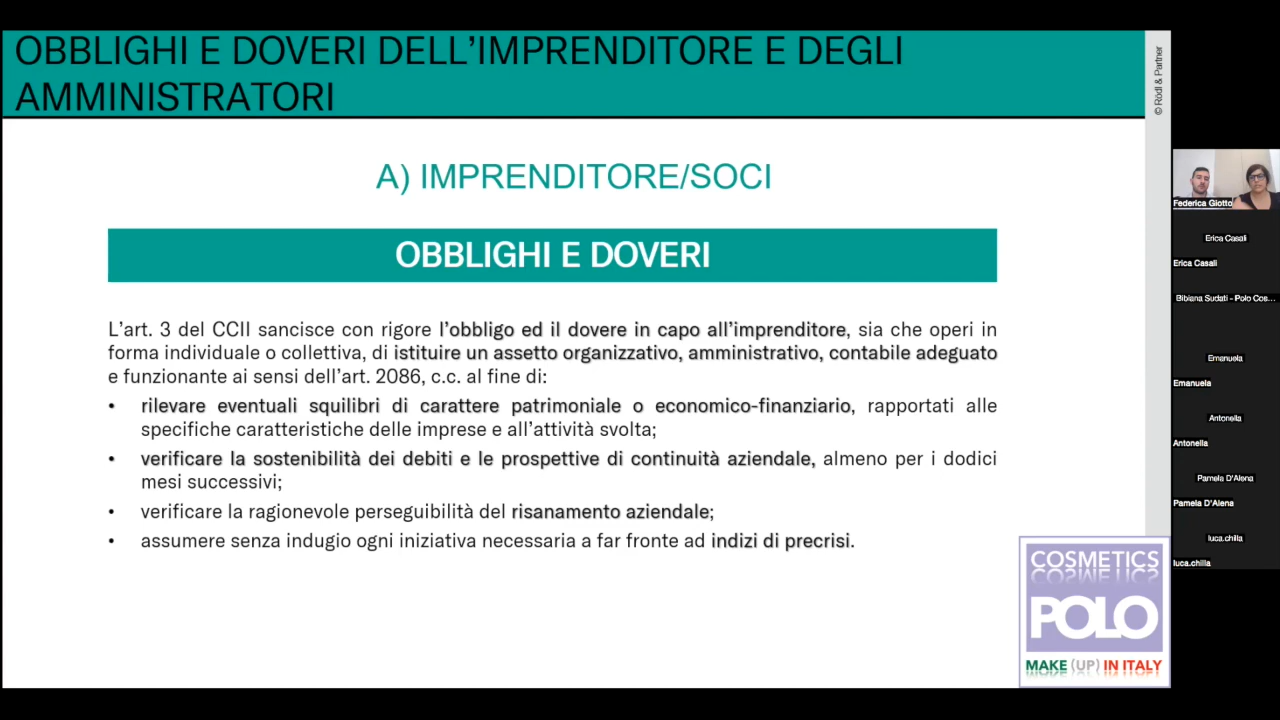 OBBLIGHI E DOVERI DELL'IMPRENDITORE E DEGLI
AMMINISTRATORI
© Rödl & Partner
A) IMPRENDITORE/SOCI
OBBLIGHI E DOVERI
L'art. 3 del CCII sancisce con rigore l'obbligo ed il dovere in capo all'imprenditore, sia che operi in
forma individuale o collettiva, di istituire un assetto organizzativo, amministrativo, contabile adeguato
e funzionante ai sensi dell'art. 2086, c.c. al fine di:
• rilevare eventuali squilibri di carattere patrimoniale o economico-finanziario, rapportati alle
specifiche caratteristiche delle imprese e all'attività svolta;
• verificare la sostenibilità dei debiti e le prospettive di continuità aziendale, almeno per i dodici
mesi successivi;
• verificare la ragionevole perseguibilità del risanamento aziendale;
• assumere senza indugio ogni iniziativa necessaria a far fronte ad indizi di precrisi.
COSMETICS
POLO
MAKE (UP) IN ITALY
Federica Giotto
Erica Casali
Erica Casali
Bibiana Sudati - Polo Cos...
Emanuela
Emanuela
Antonella
Antonella
Pamela D'Alena
Pamela D'Alena
luca.chilla
luca.chilla